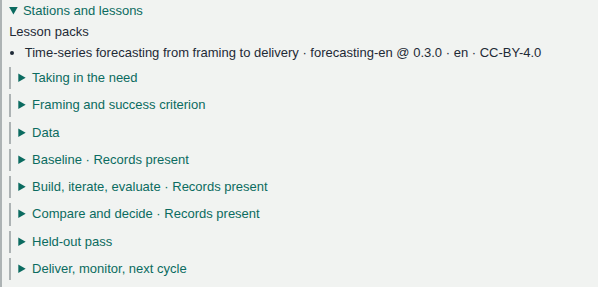 Stations and lessons
Lesson packs
Time-series forecasting from framing to delivery · forecasting-en @ 0.3.0 · en · CC-BY-4.0
Taking in the need
Framing and success criterion
Data
Baseline · Records present
Build, iterate, evaluate · Records present
Compare and decide · Records present
Held-out pass
Deliver, monitor, next cycle